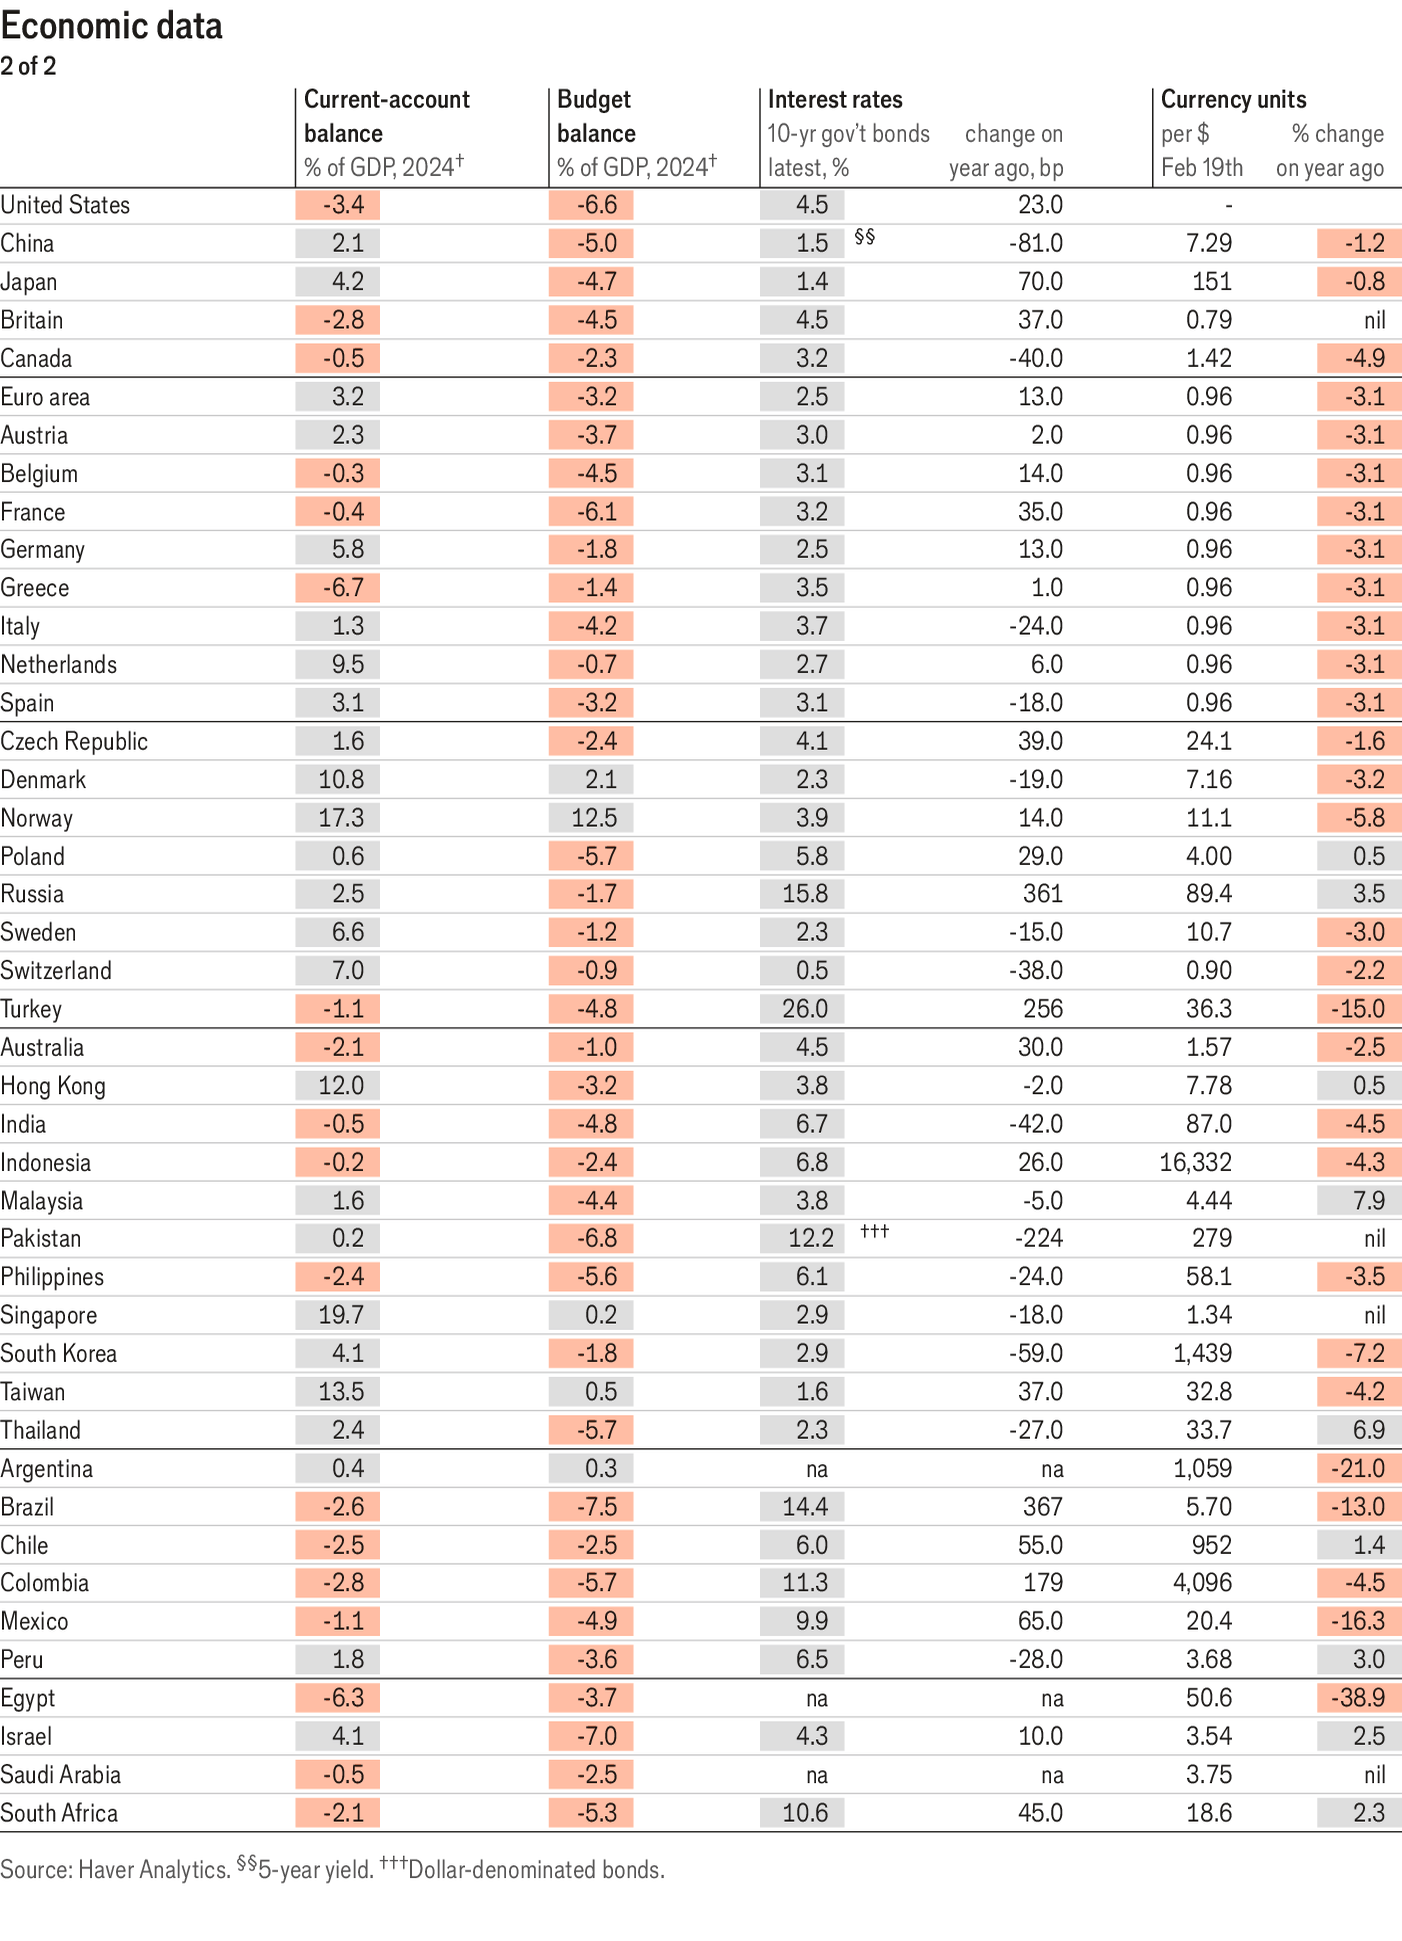 Economic data
2 of 2
Current-account Budget Interest rates Currency units
balance balance 10-yr gov’t bonds change on per $ % change
% of GDP, 2024† % of GDP, 2024† latest, % year ago, bp Feb 19th on year ago
United States -3.4 -6.6 4.5 23.0 -
China 2.1 -5.0 1.5 §§ -81.0 7.29 -1.2
Japan 4.2 -4.7 1.4 70.0 151 -0.8
Britain -2.8 -4.5 4.5 37.0 0.79 nil
Canada -0.5 -2.3 3.2 -40.0 1.42 -4.9
Euro area 3.2 -3.2 2.5 13.0 0.96 -3.1
Austria 2.3 -3.7 3.0 2.0 0.96 -3.1
Belgium -0.3 -4.5 3.1 14.0 0.96 -3.1
France -0.4 -6.1 3.2 35.0 0.96 -3.1
Germany 5.8 -1.8 2.5 13.0 0.96 -3.1
Greece -6.7 -1.4 3.5 1.0 0.96 -3.1
Italy 1.3 -4.2 3.7 -24.0 0.96 -3.1
Netherlands 9.5 -0.7 2.7 6.0 0.96 -3.1
Spain 3.1 -3.2 3.1 -18.0 0.96 -3.1
Czech Republic 1.6 -2.4 4.1 39.0 24.1 -1.6
Denmark 10.8 2.1 2.3 -19.0 7.16 -3.2
Norway 17.3 12.5 3.9 14.0 11.1 -5.8
Poland 0.6 -5.7 5.8 29.0 4.00 0.5
Russia 2.5 -1.7 15.8 361 89.4 3.5
Sweden 6.6 -1.2 2.3 -15.0 10.7 -3.0
Switzerland 7.0 -0.9 0.5 -38.0 0.90 -2.2
Turkey -1.1 -4.8 26.0 256 36.3 -15.0
Australia -2.1 -1.0 4.5 30.0 1.57 -2.5
Hong Kong 12.0 -3.2 3.8 -2.0 7.78 0.5
India -0.5 -4.8 6.7 -42.0 87.0 -4.5
Indonesia -0.2 -2.4 6.8 26.0 16,332 -4.3
Malaysia 1.6 -4.4 3.8 -5.0 4.44 7.9
Pakistan 0.2 -6.8 12.2 ††† -224 279 nil
Philippines -2.4 -5.6 6.1 -24.0 58.1 -3.5
Singapore 19.7 0.2 2.9 -18.0 1.34 nil
South Korea 4.1 -1.8 2.9 -59.0 1,439 -7.2
Taiwan 13.5 0.5 1.6 37.0 32.8 -4.2
Thailand 2.4 -5.7 2.3 -27.0 33.7 6.9
Argentina 0.4 0.3 na na 1,059 -21.0
Brazil -2.6 -7.5 14.4 367 5.70 -13.0
Chile -2.5 -2.5 6.0 55.0 952 1.4
Colombia -2.8 -5.7 11.3 179 4,096 -4.5
Mexico -1.1 -4.9 9.9 65.0 20.4 -16.3
Peru 1.8 -3.6 6.5 -28.0 3.68 3.0
Egypt -6.3 -3.7 na na 50.6 -38.9
Israel 4.1 -7.0 4.3 10.0 3.54 2.5
Saudi Arabia -0.5 -2.5 na na 3.75 nil
South Africa -2.1 -5.3 10.6 45.0 18.6 2.3
Source: Haver Analytics. §§5-year yield. †††Dollar-denominated bonds.